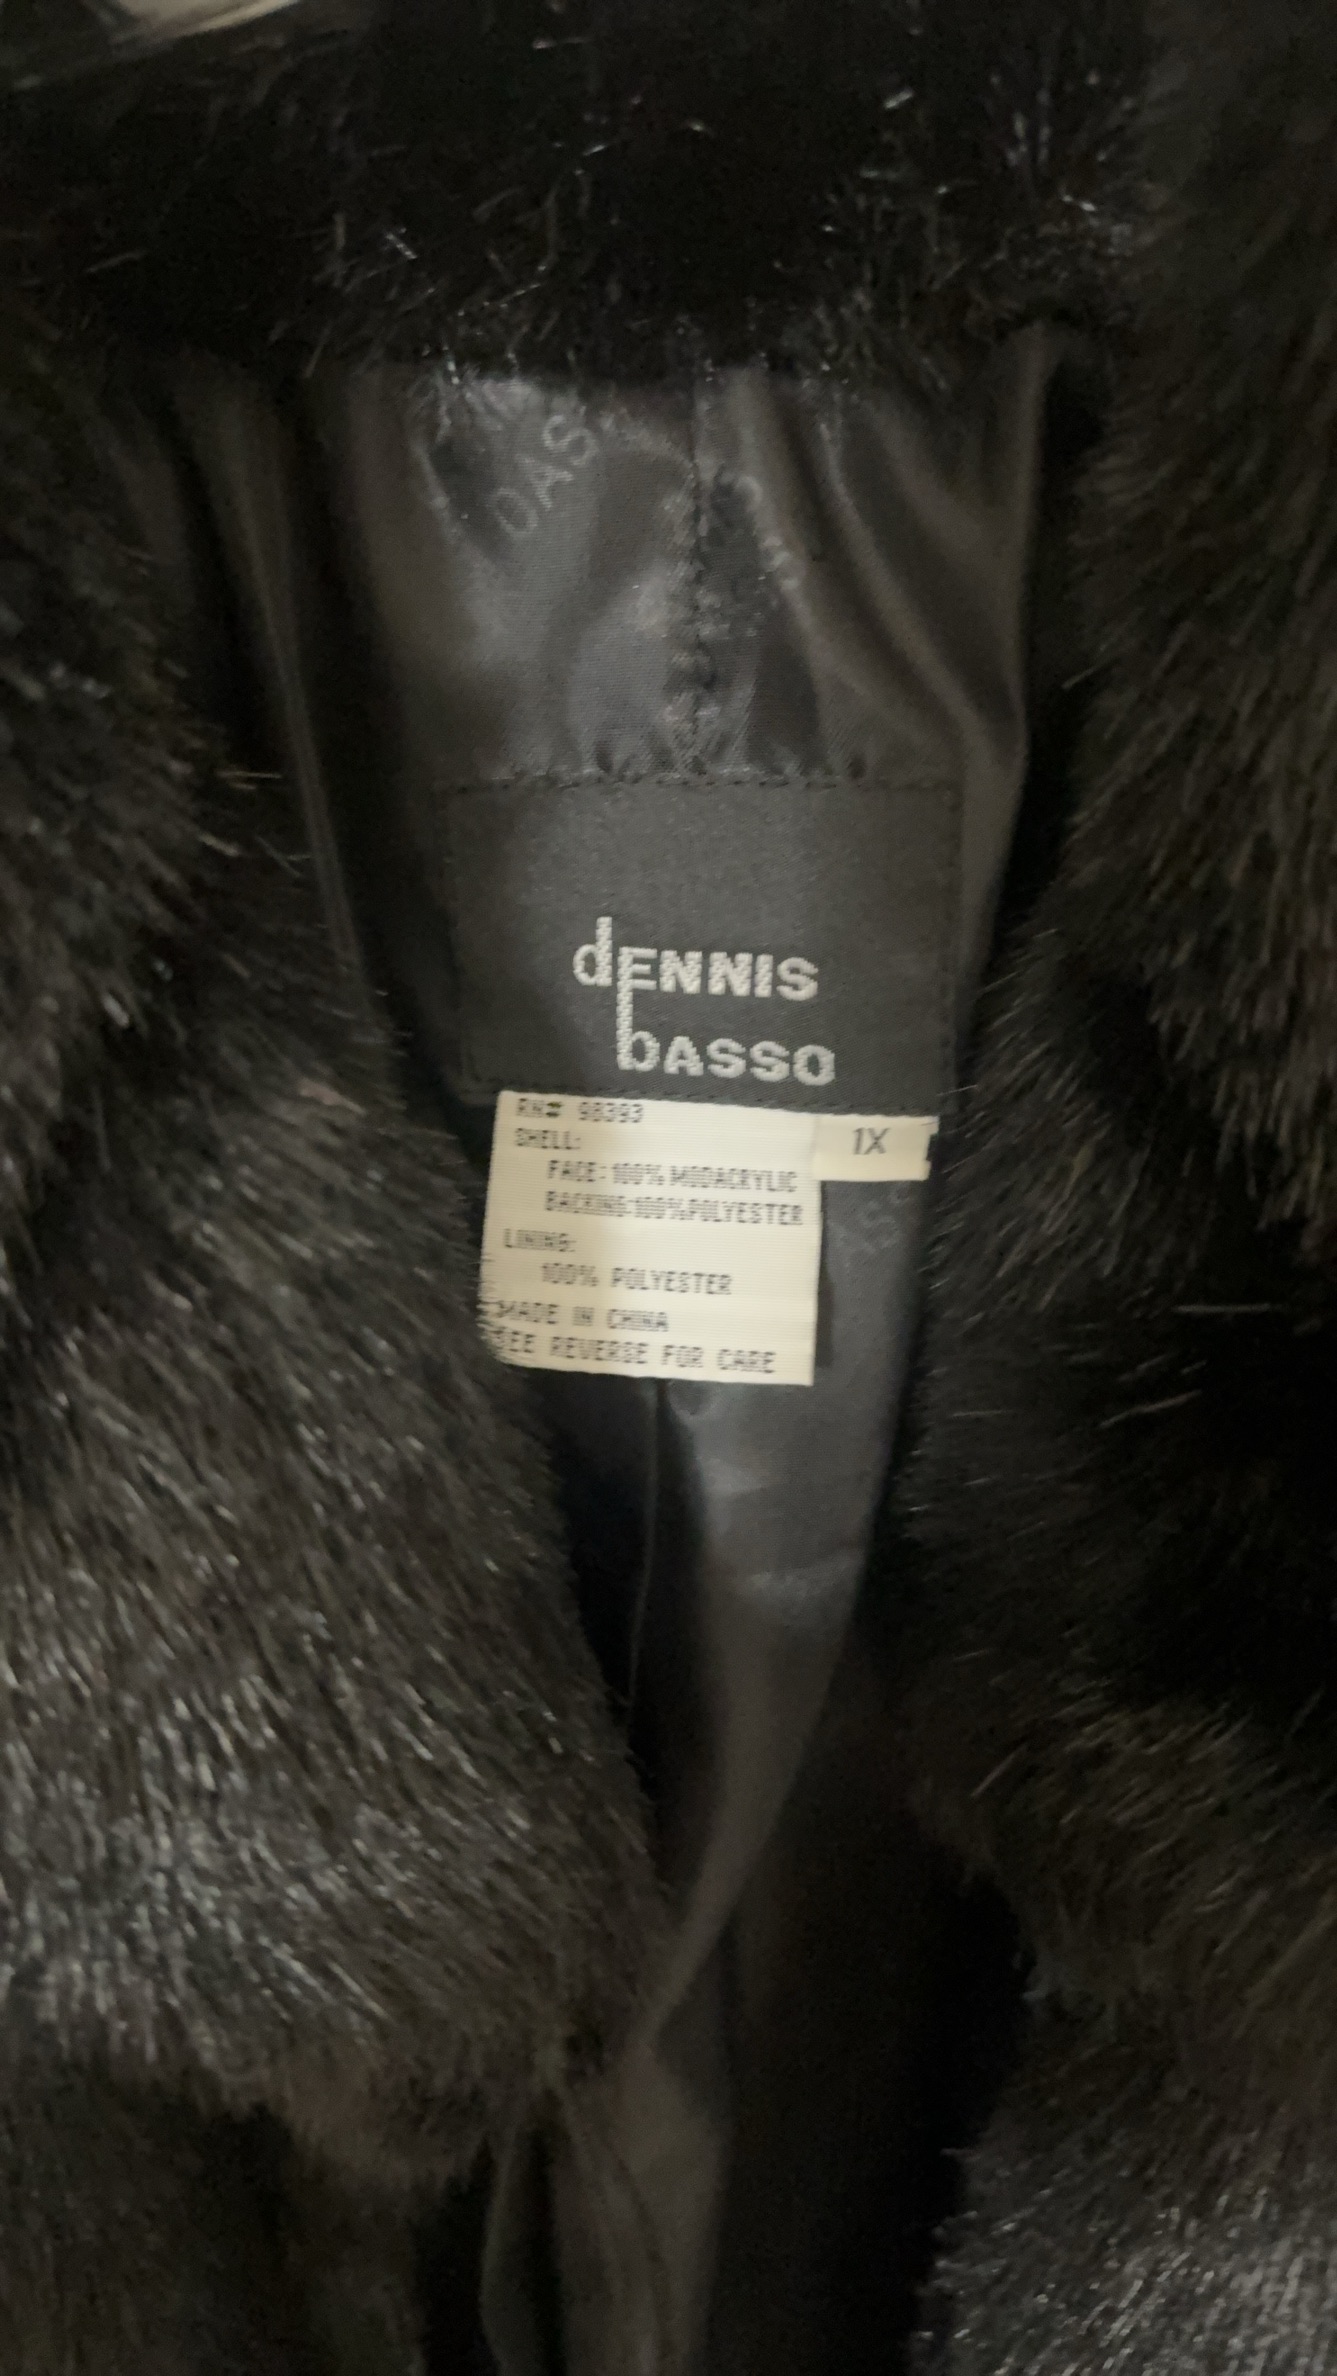 DAS
dENNIS
bASSO
1X
RN# 98393
SHELL:
FACE: 100% MODACRYLIC
BACKING: 100% POLYESTER
LINING:
100% POLYESTER
MADE IN CHINA
SEE REVERSE FOR CARE